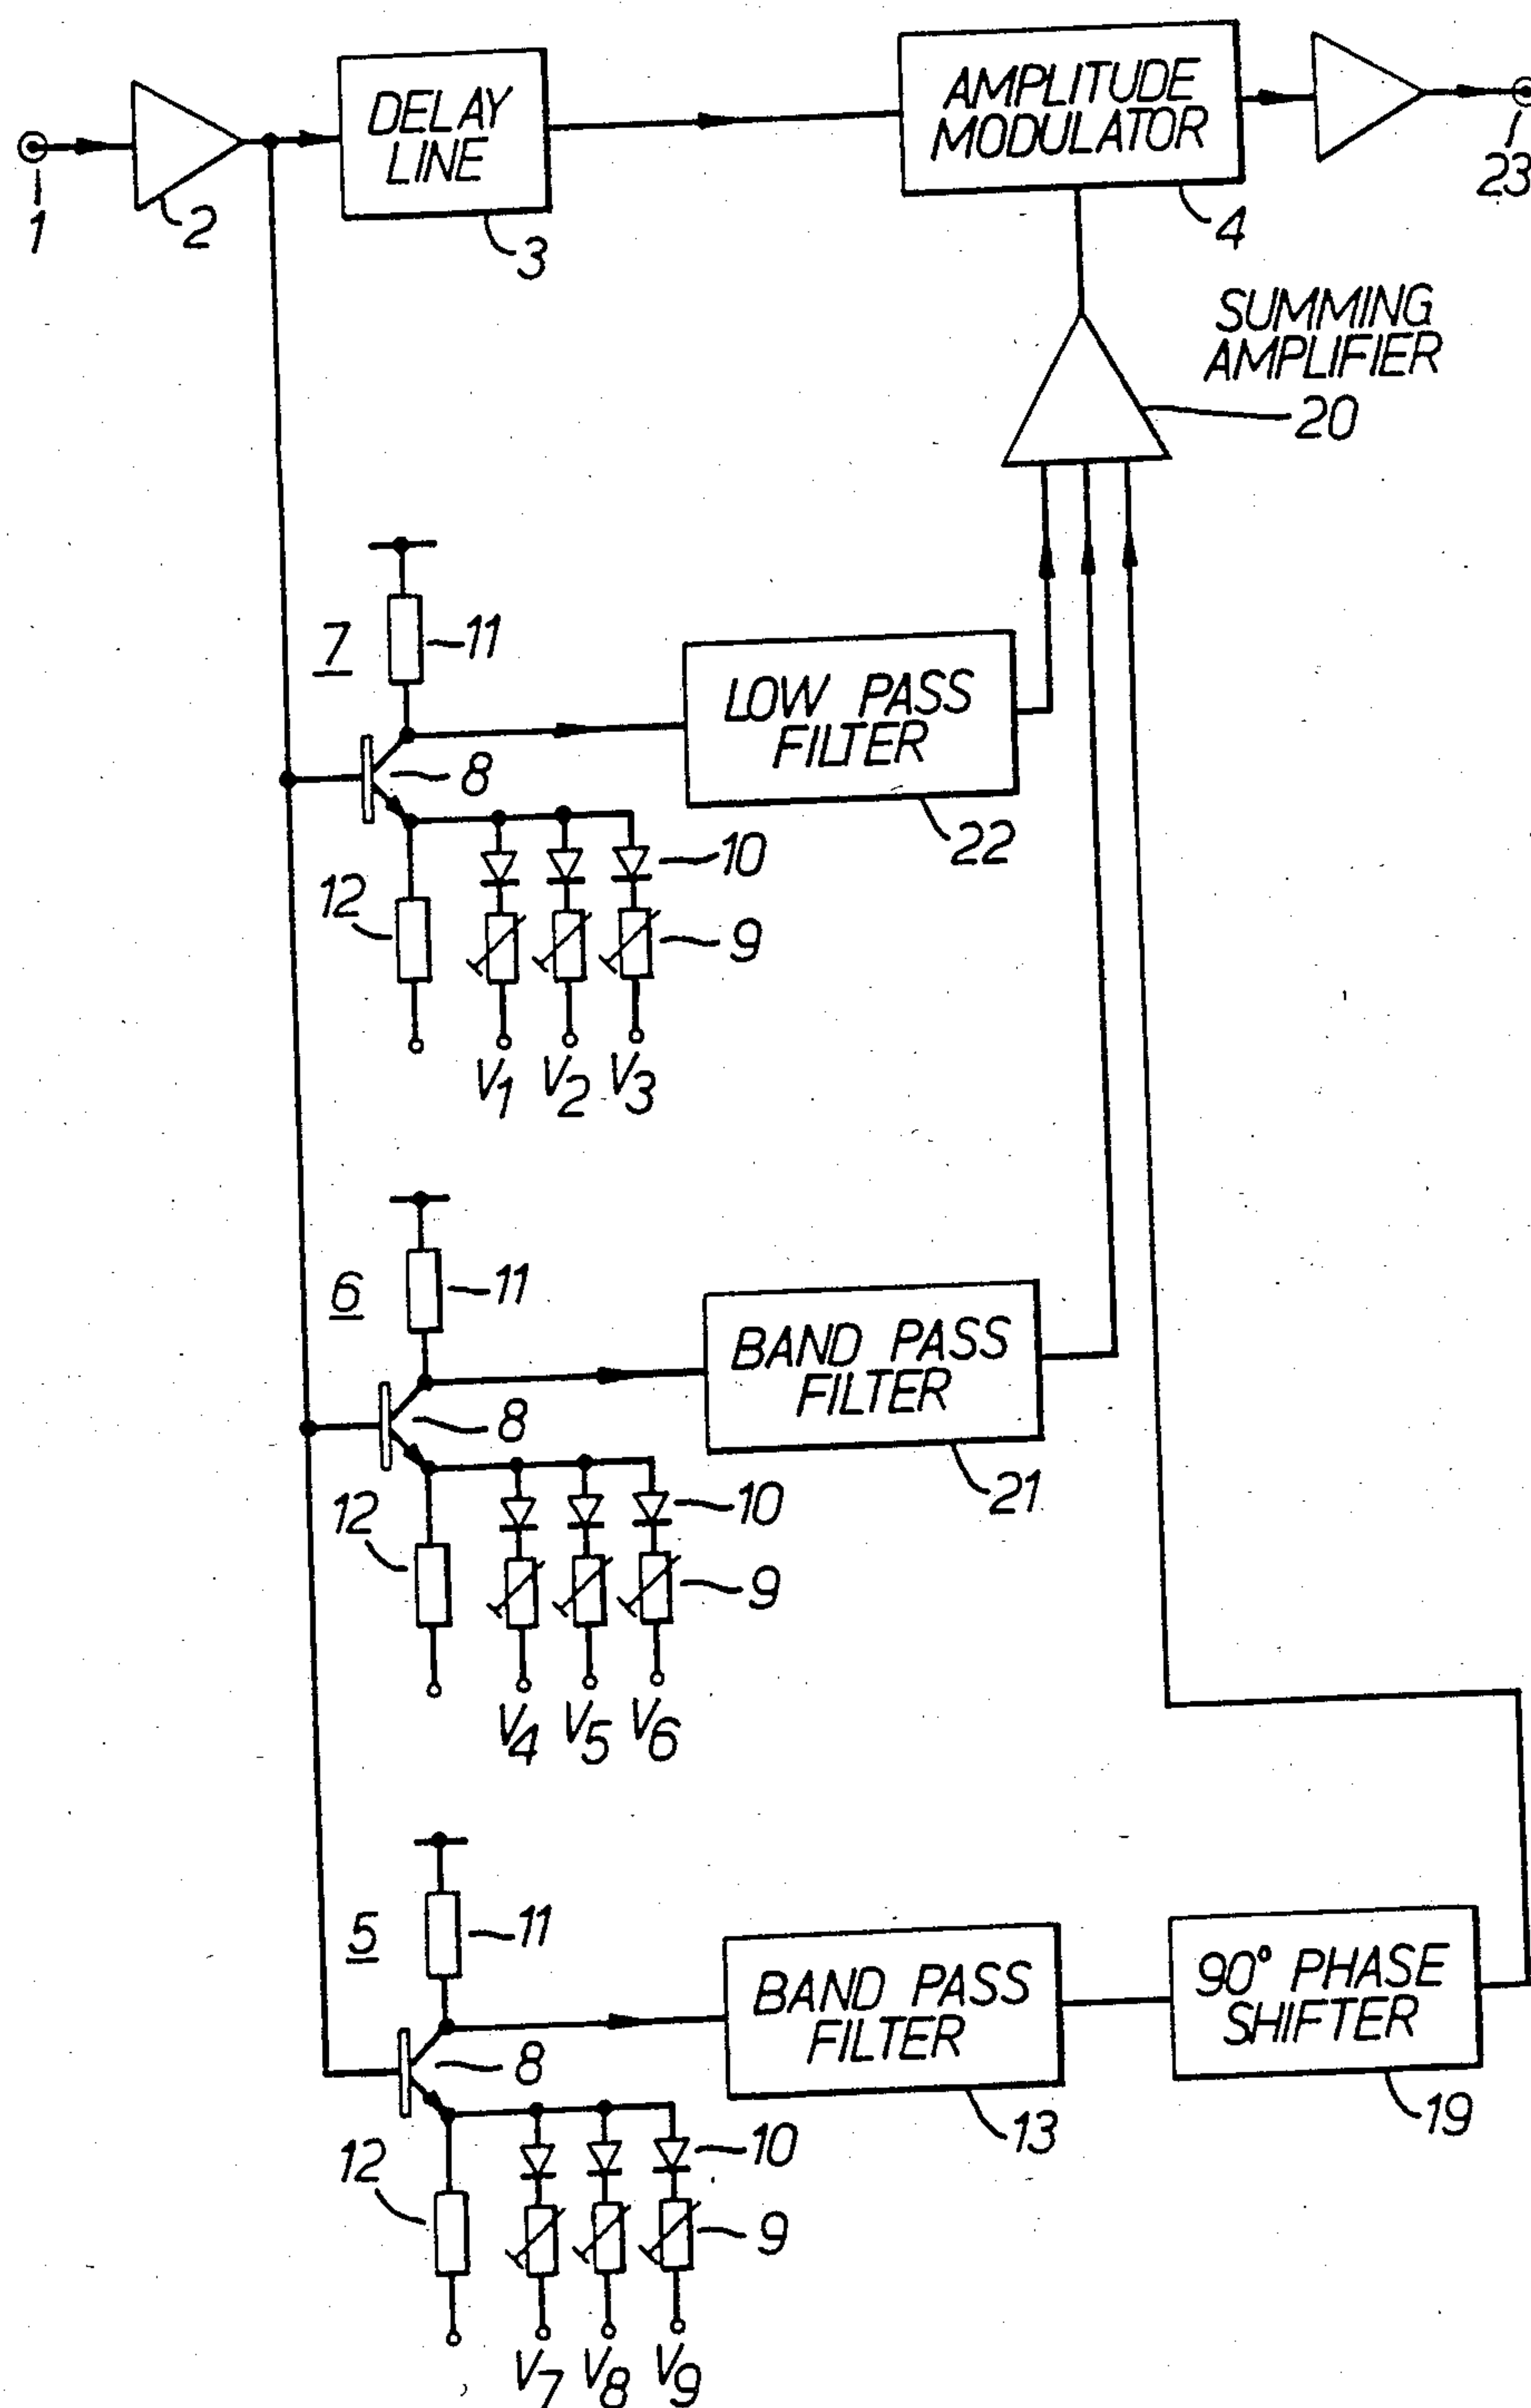 DELAY
LINE
AMPLITUDE
MODULATOR
1
2
3
4
23
SUMMING
AMPLIFIER
20
7
11
LOW PASS
FILTER
8
22
10
12
9
V1 V2 V3
6
11
BAND PASS
FILTER
8
21
10
12
9
V4 V5 V6
5
11
BAND PASS
FILTER
90° PHASE
SHIFTER
8
13
19
10
12
9
V7 V8 V9